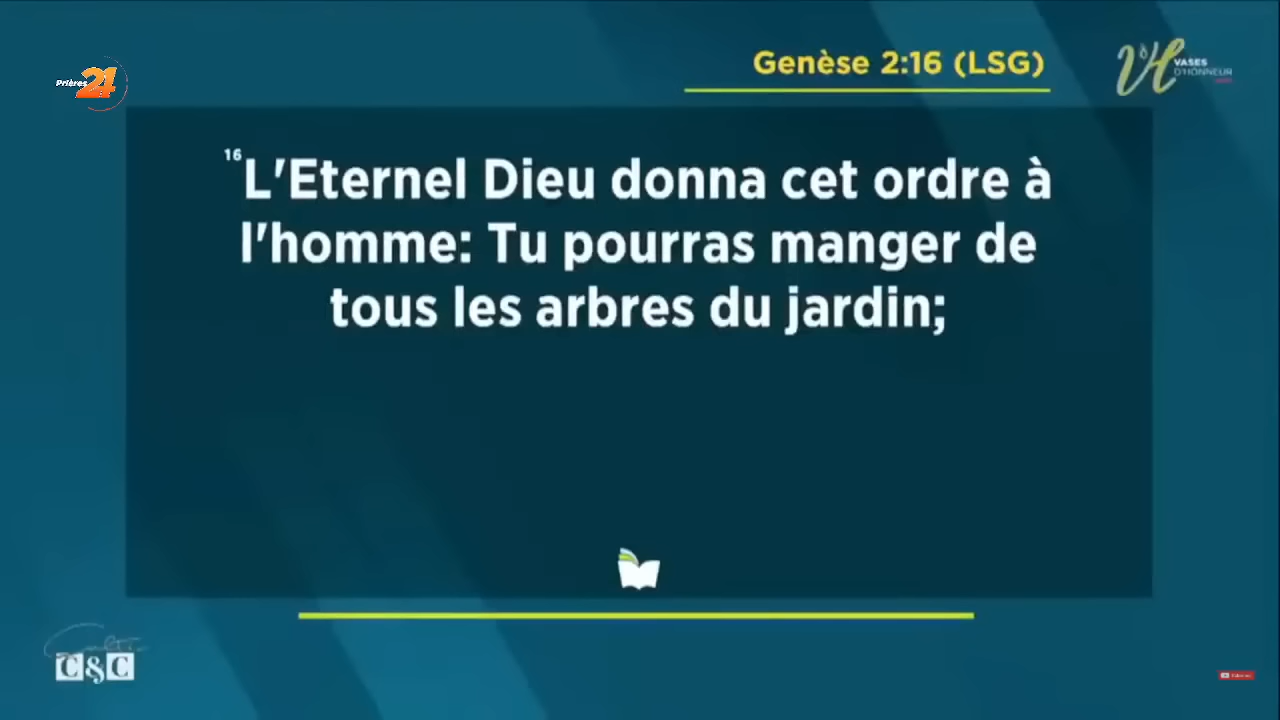 Genèse 2:16 (LSG)
Prières 24
VASES
D'HONNEUR
16 L'Eternel Dieu donna cet ordre à
l'homme: Tu pourras manger de
tous les arbres du jardin;
C&C